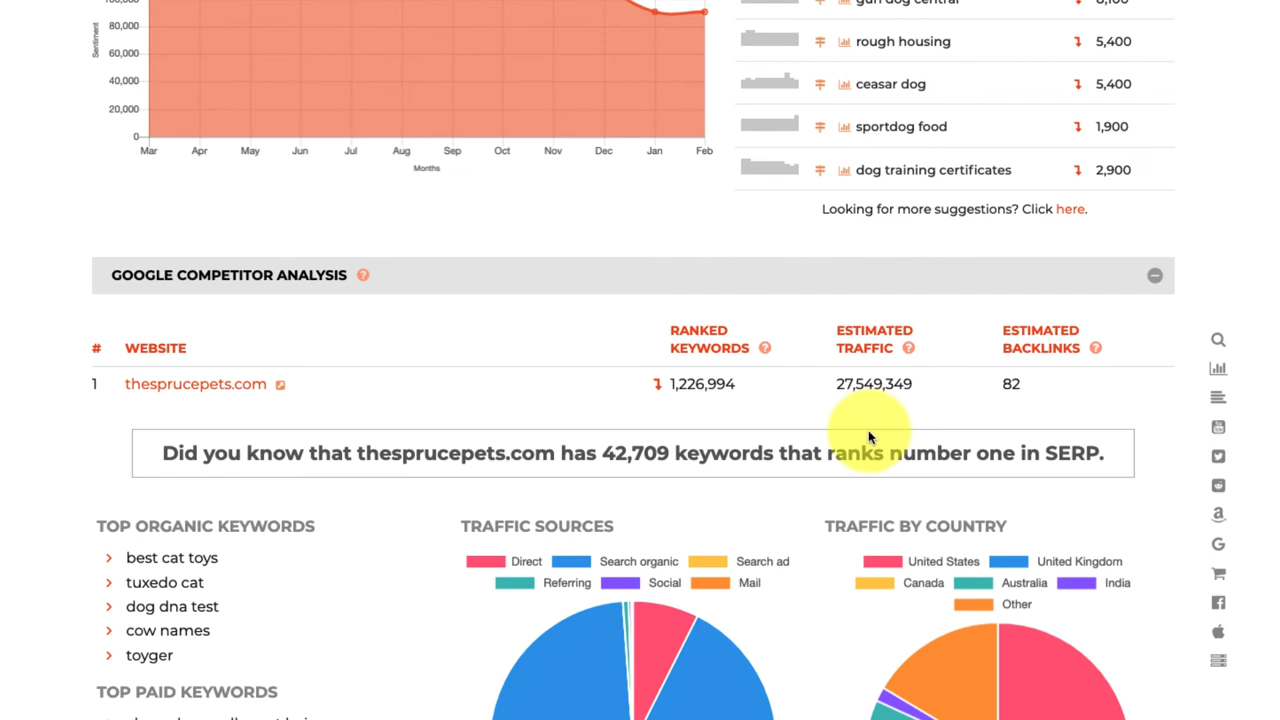 100,000
80,000
60,000
40,000
20,000
0
Sentiment
Mar Apr May Jun Jul Aug Sep Oct Nov Dec Jan Feb
Months
gun dog central 8,100
rough housing 5,400
ceasar dog 5,400
sportdog food 1,900
dog training certificates 2,900
Looking for more suggestions? Click here.
GOOGLE COMPETITOR ANALYSIS ?
# WEBSITE
RANKED KEYWORDS ?
ESTIMATED TRAFFIC ?
ESTIMATED BACKLINKS ?
1 thesprucepets.com 1,226,994 27,549,349 82
Did you know that thesprucepets.com has 42,709 keywords that ranks number one in SERP.
TOP ORGANIC KEYWORDS
best cat toys
tuxedo cat
dog dna test
cow names
toyger
TOP PAID KEYWORDS
TRAFFIC SOURCES
Direct Search organic Search ad
Referring Social Mail
TRAFFIC BY COUNTRY
United States United Kingdom
Canada Australia India
Other